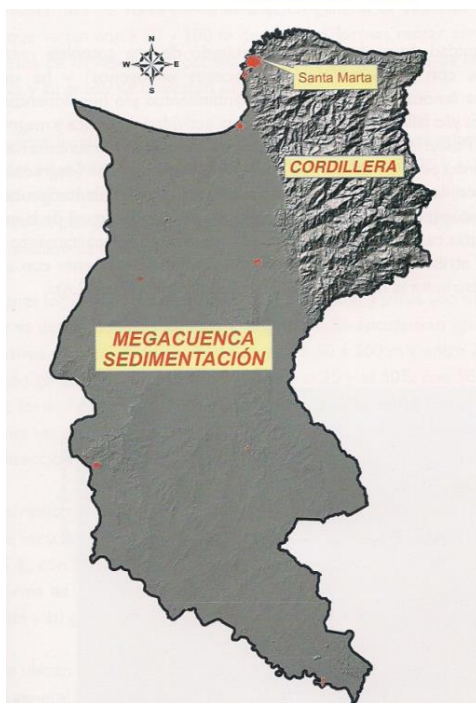 N
W E
S
Santa Marta
CORDILLERA
MEGACUENCA
SEDIMENTACIÓN